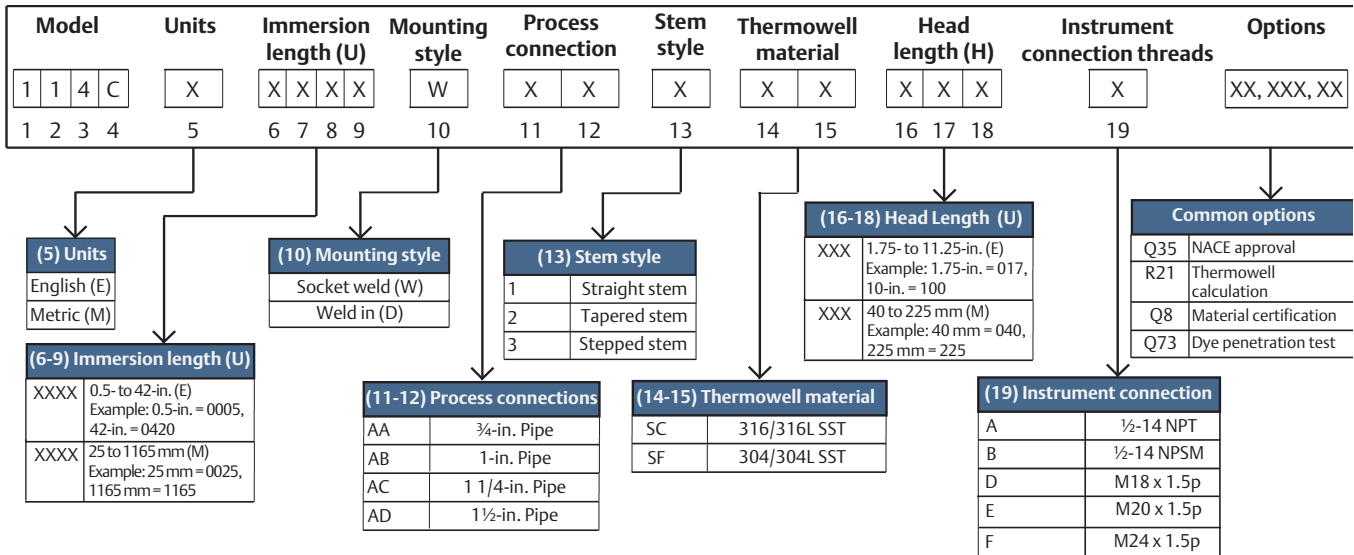 Model Units Immersion length (U) Mounting style Process connection Stem style Thermowell material Head length (H) Instrument connection threads Options
1 1 4 C X X X X X W X X X X X X X X X XX, XXX, XX
1 2 3 4 5 6 7 8 9 10 11 12 13 14 15 16 17 18 19
(5) Units
English (E)
Metric (M)
(6-9) Immersion length (U)
XXXX 0.5- to 42-in. (E)
Example: 0.5-in. = 0005,
42-in. = 0420
XXXX 25 to 1165 mm (M)
Example: 25 mm = 0025,
1165 mm = 1165
(10) Mounting style
Socket weld (W)
Weld in (D)
(11-12) Process connections
AA ¾-in. Pipe
AB 1-in. Pipe
AC 1 1/4-in. Pipe
AD 1½-in. Pipe
(13) Stem style
1 Straight stem
2 Tapered stem
3 Stepped stem
(14-15) Thermowell material
SC 316/316L SST
SF 304/304L SST
(16-18) Head Length (U)
XXX 1.75- to 11.25-in. (E)
Example: 1.75-in. = 017,
10-in. = 100
XXX 40 to 225 mm (M)
Example: 40 mm = 040,
225 mm = 225
(19) Instrument connection
A ½-14 NPT
B ½-14 NPSM
D M18 x 1.5p
E M20 x 1.5p
F M24 x 1.5p
Common options
Q35 NACE approval
R21 Thermowell
calculation
Q8 Material certification
Q73 Dye penetration test